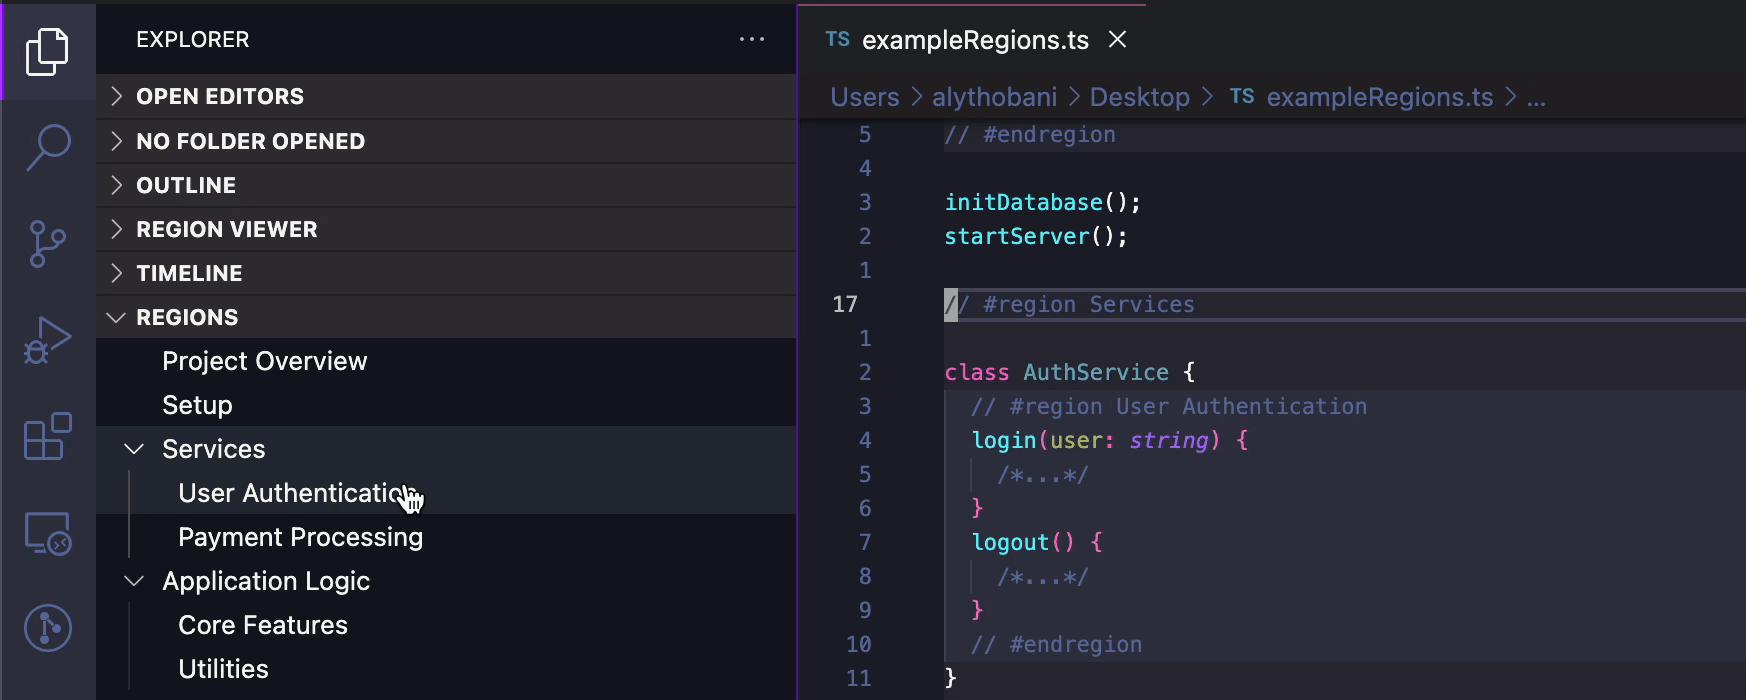 EXPLORER
OPEN EDITORS
NO FOLDER OPENED
OUTLINE
REGION VIEWER
TIMELINE
REGIONS
Project Overview
Setup
Services
User Authentication
Payment Processing
Application Logic
Core Features
Utilities
TS exampleRegions.ts
Users > alythobani > Desktop > TS exampleRegions.ts > ...
5 // #endregion
4
3 initDatabase();
2 startServer();
1
17 // #region Services
1
2 class AuthService {
3 // #region User Authentication
4 login(user: string) {
5 /*...*/
6 }
7 logout() {
8 /*...*/
9 }
10 // #endregion
11 }